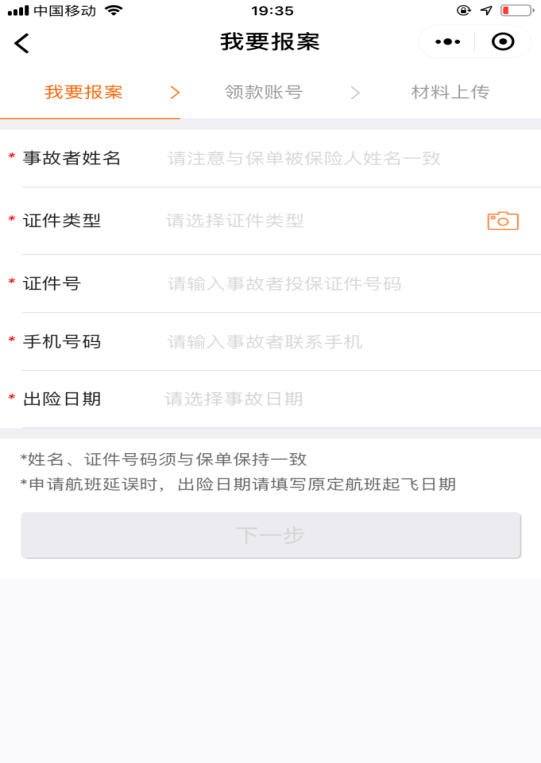 中国移动 19:35
我要报案
我要报案 > 领款账号 > 材料上传
* 事故者姓名 请注意与保单被保险人姓名一致
* 证件类型 请选择证件类型
* 证件号 请输入事故者投保证件号码
* 手机号码 请输入事故者联系手机
* 出险日期 请选择事故日期
*姓名、证件号码须与保单保持一致
*申请航班延误时，出险日期请填写原定航班起飞日期
下一步